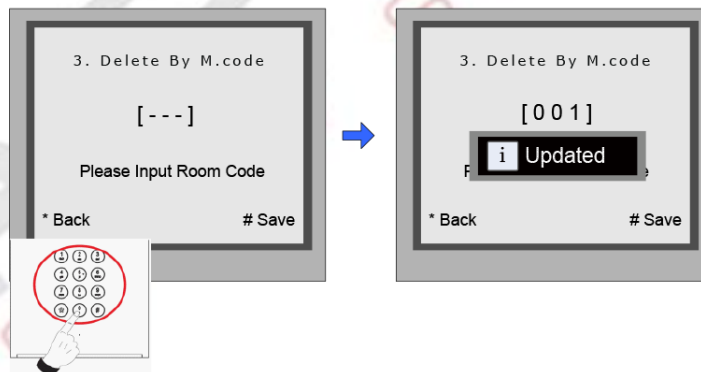 3. Delete By M.code
[---]
Please Input Room Code
* Back # Save
3. Delete By M.code
[001]
i Updated
* Back # Save